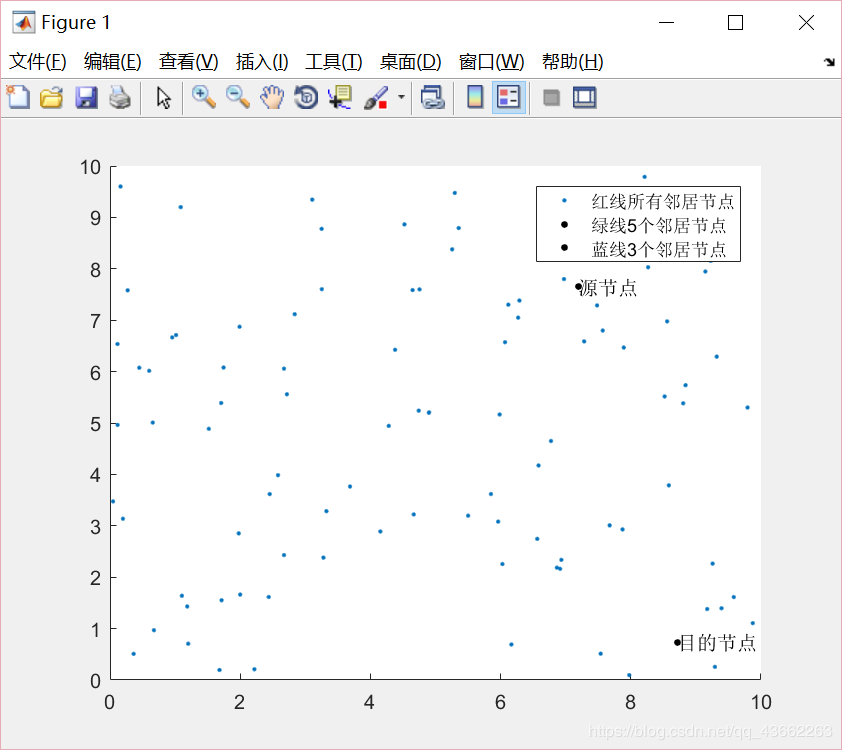 Figure 1
文件(F) 编辑(E) 查看(V) 插入(I) 工具(T) 桌面(D) 窗口(W) 帮助(H)
10
9
8
7
6
5
4
3
2
1
0
红线所有邻居节点
绿线5个邻居节点
蓝线3个邻居节点
源节点
目的节点
0 2 4 6 8 10
https://blog.csdn.net/qq_43662263